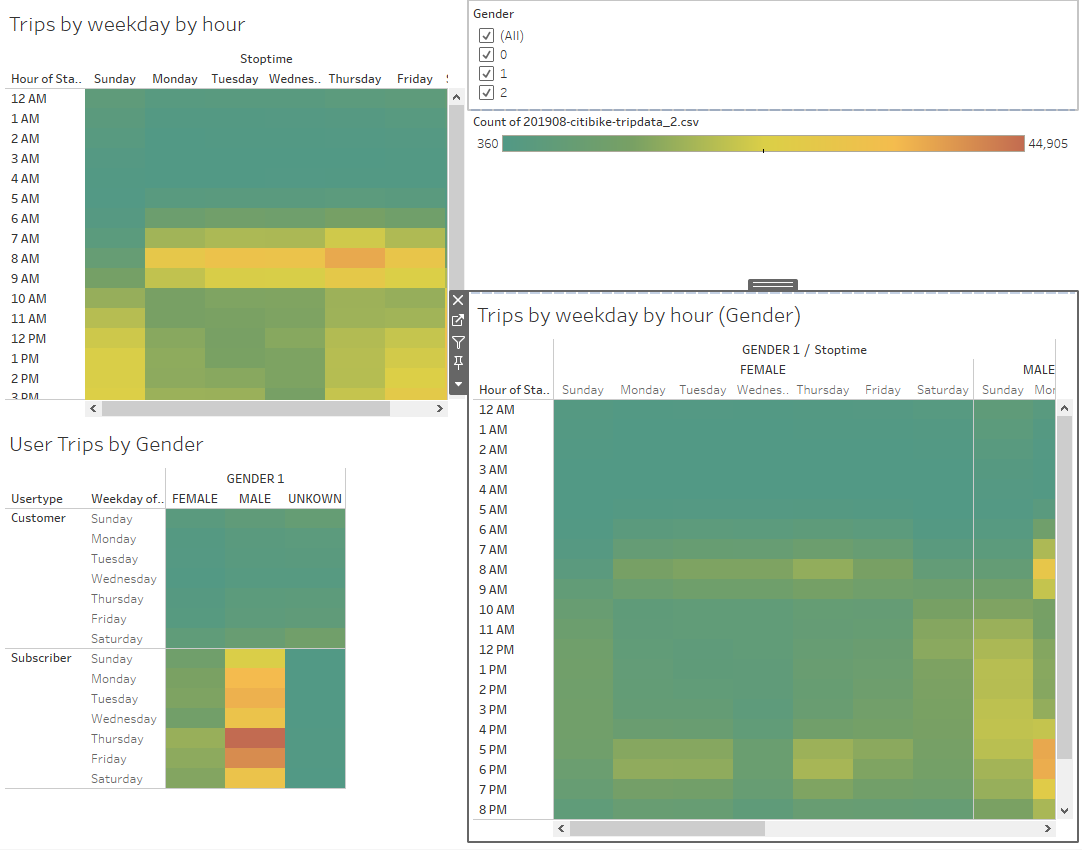 Trips by weekday by hour
Stoptime
Hour of Sta.. Sunday Monday Tuesday Wednes.. Thursday Friday
12 AM
1 AM
2 AM
3 AM
4 AM
5 AM
6 AM
7 AM
8 AM
9 AM
10 AM
11 AM
12 PM
1 PM
2 PM
3 PM
Gender
(All)
0
1
2
Count of 201908-citibike-tripdata_2.csv
360 44,905
User Trips by Gender
GENDER 1
Usertype Weekday of.. FEMALE MALE UNKOWN
Customer Sunday
Monday
Tuesday
Wednesday
Thursday
Friday
Saturday
Subscriber Sunday
Monday
Tuesday
Wednesday
Thursday
Friday
Saturday
Trips by weekday by hour (Gender)
GENDER 1 / Stoptime
FEMALE MALE
Hour of Sta.. Sunday Monday Tuesday Wednes.. Thursday Friday Saturday Sunday Mor
12 AM
1 AM
2 AM
3 AM
4 AM
5 AM
6 AM
7 AM
8 AM
9 AM
10 AM
11 AM
12 PM
1 PM
2 PM
3 PM
4 PM
5 PM
6 PM
7 PM
8 PM